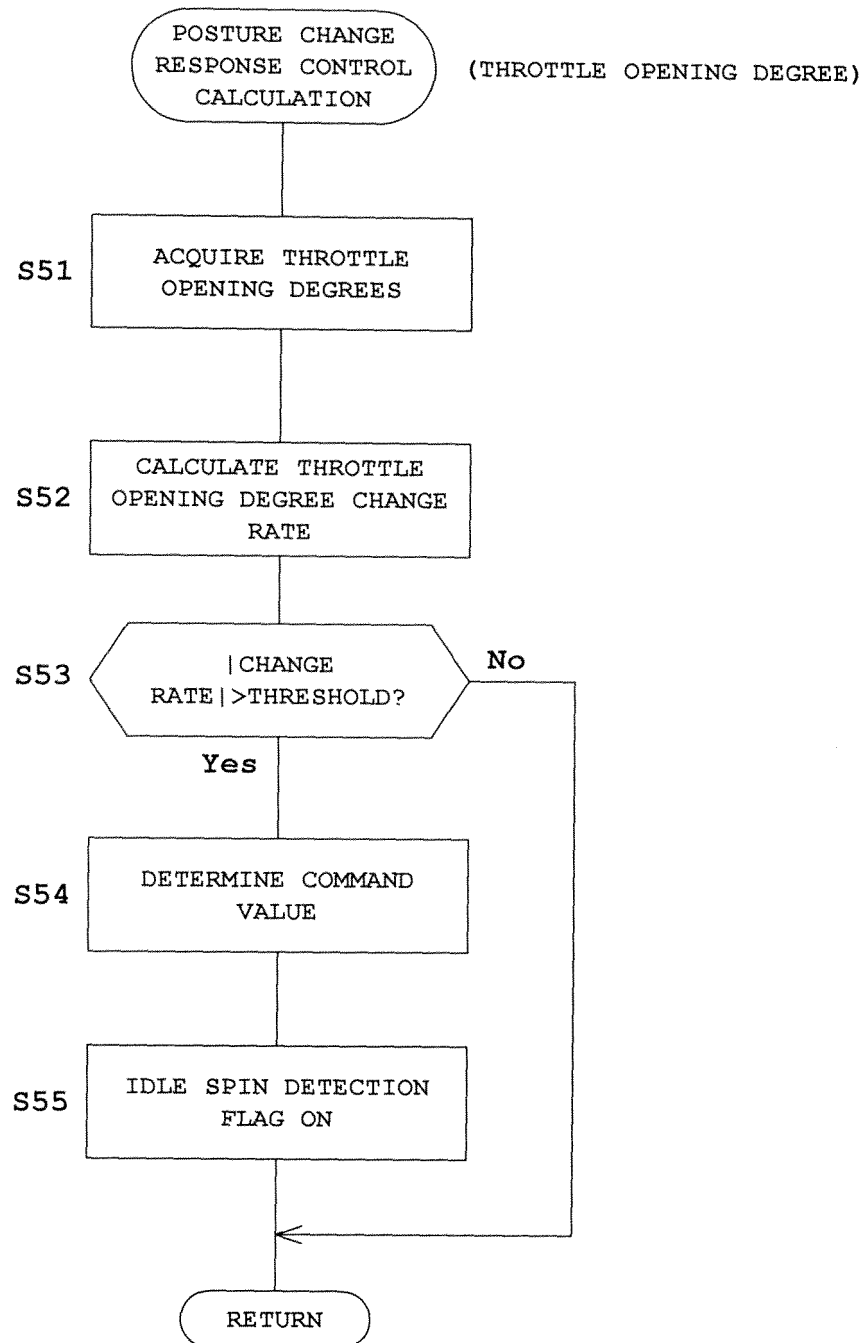 POSTURE CHANGE
RESPONSE CONTROL
CALCULATION
(THROTTLE OPENING DEGREE)
S51
ACQUIRE THROTTLE
OPENING DEGREES
S52
CALCULATE THROTTLE
OPENING DEGREE CHANGE
RATE
S53
|CHANGE
RATE|>THRESHOLD?
No
Yes
S54
DETERMINE COMMAND
VALUE
S55
IDLE SPIN DETECTION
FLAG ON
RETURN